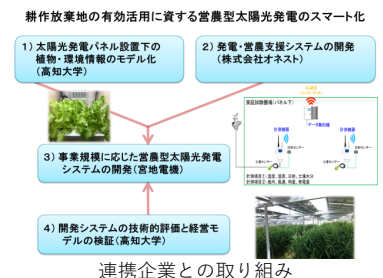 耕作放棄地の有効活用に資する営農型太陽光発電のスマート化
1）太陽光発電パネル設置下の
植物・環境情報のモデル化
（高知大学）
2）発電・営農支援システムの開発
（株式会社オネスト）
実証試験圃場（パネル下）
データ集約機
計測機器
計測機器
3）事業規模に応じた営農型太陽光発電
システムの開発（宮地電機）
4）開発システムの技術的評価と経営モ
デルの検証（高知大学）
連携企業との取り組み